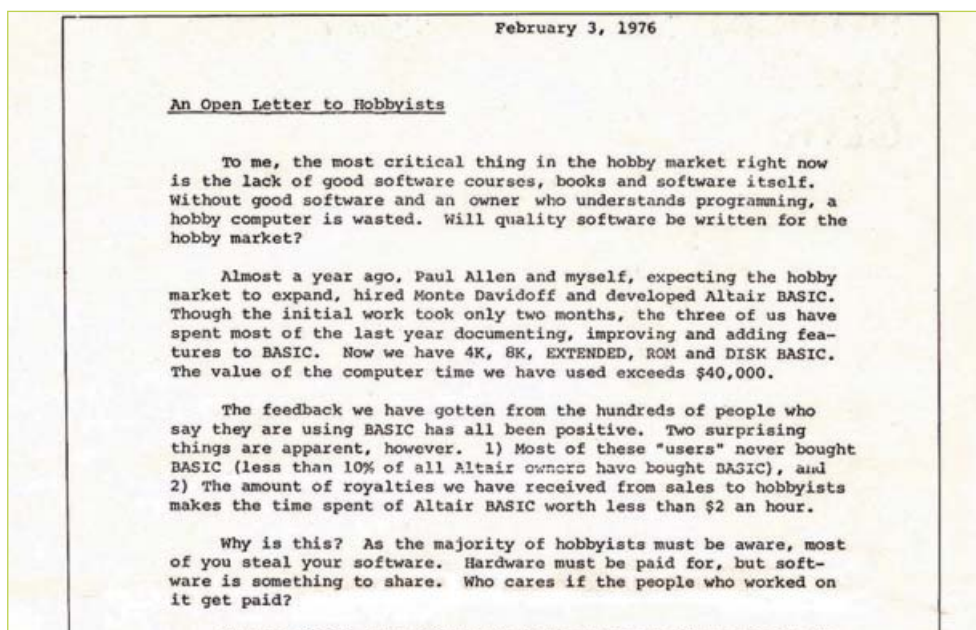 February 3, 1976
An Open Letter to Hobbyists
To me, the most critical thing in the hobby market right now
is the lack of good software courses, books and software itself.
Without good software and an owner who understands programming, a
hobby computer is wasted. Will quality software be written for the
hobby market?
Almost a year ago, Paul Allen and myself, expecting the hobby
market to expand, hired Monte Davidoff and developed Altair BASIC.
Though the initial work took only two months, the three of us have
spent most of the last year documenting, improving and adding fea-
tures to BASIC. Now we have 4K, 8K, EXTENDED, ROM and DISK BASIC.
The value of the computer time we have used exceeds $40,000.
The feedback we have gotten from the hundreds of people who
say they are using BASIC has all been positive. Two surprising
things are apparent, however. 1) Most of these "users" never bought
BASIC (less than 10% of all Altair owners have bought BASIC), and
2) The amount of royalties we have received from sales to hobbyists
makes the time spent of Altair BASIC worth less than $2 an hour.
Why is this? As the majority of hobbyists must be aware, most
of you steal your software. Hardware must be paid for, but soft-
ware is something to share. Who cares if the people who worked on
it get paid?